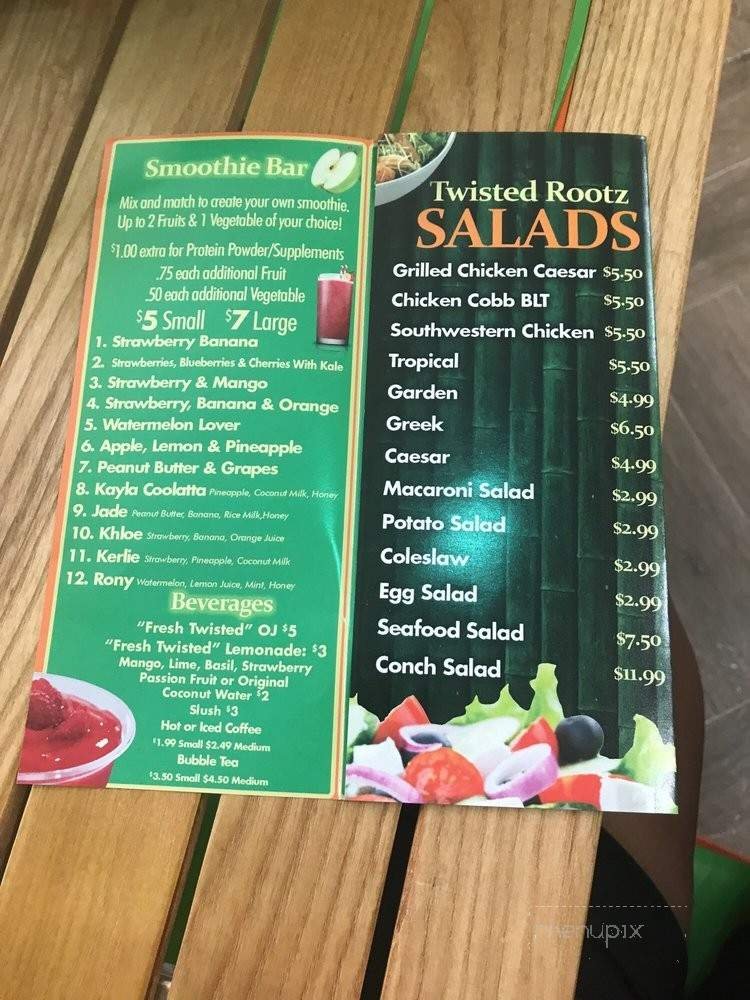 Smoothie Bar
Mix and match to create your own smoothie.
Up to 2 Fruits & 1 Vegetable of your choice!
$1.00 extra for Protein Powder/Supplements
.75 each additional Fruit
.50 each additional Vegetable
$5 Small $7 Large
1. Strawberry Banana
2. Strawberries, Blueberries & Cherries With Kale
3. Strawberry & Mango
4. Strawberry, Banana & Orange
5. Watermelon Lover
6. Apple, Lemon & Pineapple
7. Peanut Butter & Grapes
8. Kayla Coolatta Pineapple, Coconut Milk, Honey
9. Jade Peanut Butter, Banana, Rice Milk,Honey
10. Khloe Strawberry, Banana, Orange Juice
11. Kerlie Strawberry, Pineapple, Coconut Milk
12. Rony Watermelon, Lemon Juice, Mint, Honey
Beverages
"Fresh Twisted" OJ $5
"Fresh Twisted" Lemonade: $3
Mango, Lime, Basil, Strawberry
Passion Fruit or Original
Coconut Water $2
Slush $3
Hot or Iced Coffee
$1.99 Small $2.49 Medium
Bubble Tea
$3.50 Small $4.50 Medium
Twisted Rootz
SALADS
Grilled Chicken Caesar $5.50
Chicken Cobb BLT $5.50
Southwestern Chicken $5.50
Tropical $5.50
Garden $4.99
Greek $6.50
Caesar $4.99
Macaroni Salad $2.99
Potato Salad $2.99
Coleslaw $2.99
Egg Salad $2.99
Seafood Salad $7.50
Conch Salad $11.99
menupix